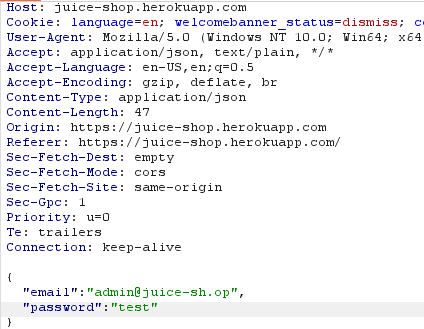 Host: juice-shop.herokuapp.com
Cookie: language=en; welcomebanner_status=dismiss; co
User-Agent: Mozilla/5.0 (Windows NT 10.0; Win64; x64
Accept: application/json, text/plain, */*
Accept-Language: en-US,en;q=0.5
Accept-Encoding: gzip, deflate, br
Content-Type: application/json
Content-Length: 47
Origin: https://juice-shop.herokuapp.com
Referer: https://juice-shop.herokuapp.com/
Sec-Fetch-Dest: empty
Sec-Fetch-Mode: cors
Sec-Fetch-Site: same-origin
Sec-Gpc: 1
Priority: u=0
Te: trailers
Connection: keep-alive
{
"email":"admin@juice-sh.op",
"password":"test"
}